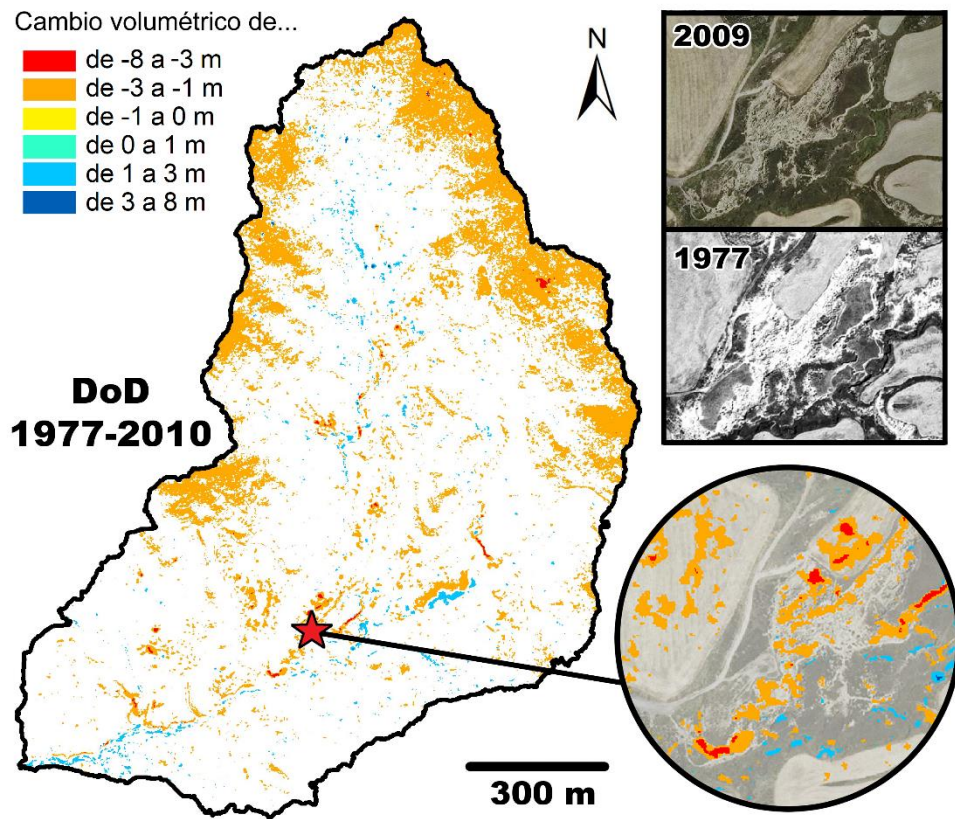 Cambio volumétrico de...
de -8 a -3 m
de -3 a -1 m
de -1 a 0 m
de 0 a 1 m
de 1 a 3 m
de 3 a 8 m
N
2009
1977
DoD
1977-2010
300 m